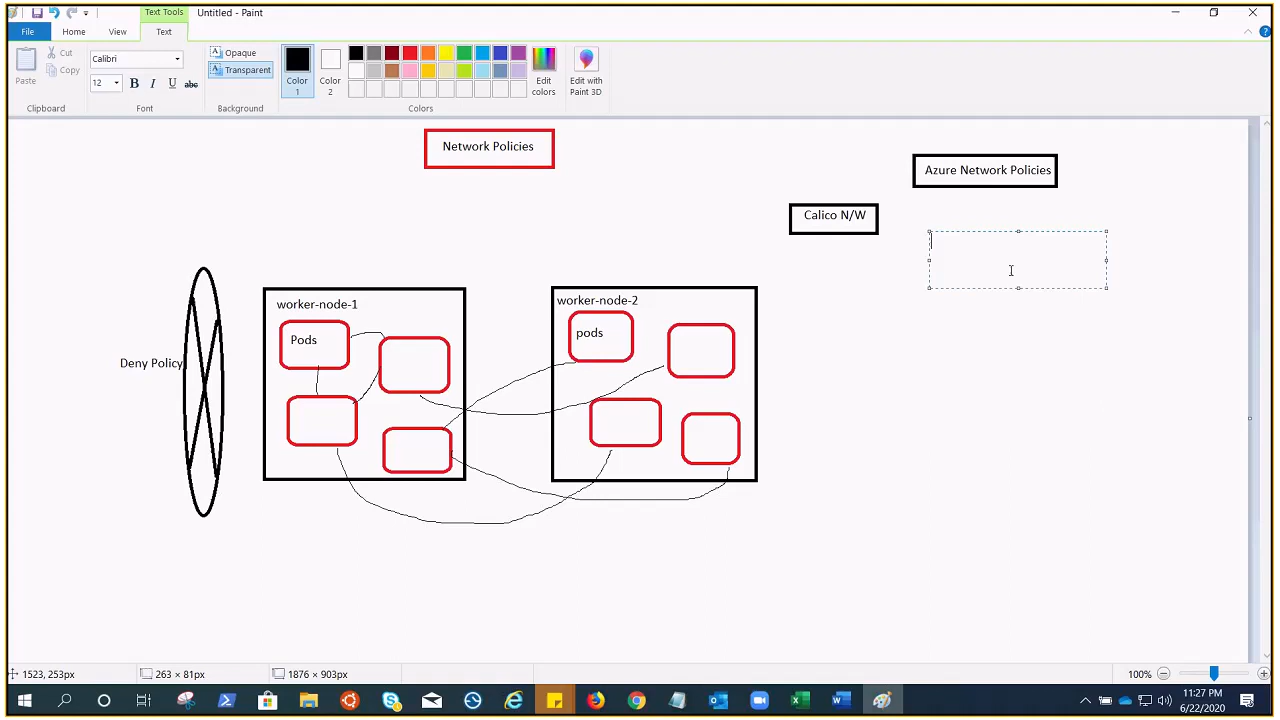 Text Tools
Untitled - Paint
File
Home
View
Text
Paste
Cut
Copy
Clipboard
Calibri
12
B I U abc
Font
Opaque
Transparent
Background
Color 1
Color 2
Edit colors
Colors
Edit with Paint 3D
Network Policies
Azure Network Policies
Calico N/W
worker-node-1
Pods
worker-node-2
pods
Deny Policy
1523, 253px
263 × 81px
1876 × 903px
100%
11:27 PM
6/22/2020